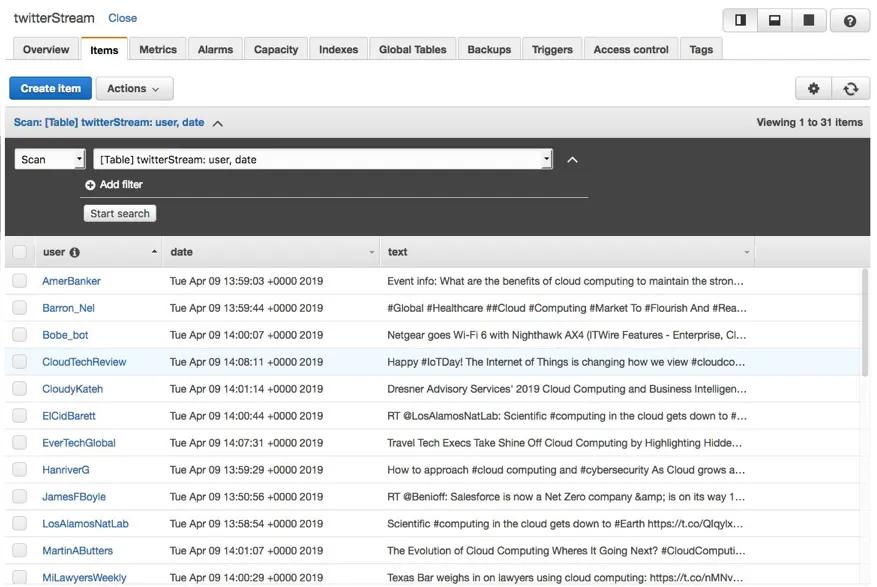 twitterStream Close
Overview Items Metrics Alarms Capacity Indexes Global Tables Backups Triggers Access control Tags
Create item Actions
Scan: [Table] twitterStream: user, date Viewing 1 to 31 items
Scan [Table] twitterStream: user, date
Add filter
Start search
user date text
AmerBanker Tue Apr 09 13:59:03 +0000 2019 Event info: What are the benefits of cloud computing to maintain the stron…
Barron_Nel Tue Apr 09 13:59:44 +0000 2019 #Global #Healthcare ##Cloud #Computing #Market To #Flourish And #Rea…
Bobe_bot Tue Apr 09 14:00:07 +0000 2019 Netgear goes Wi-Fi 6 with Nighthawk AX4 (ITWire Features - Enterprise, Cl…
CloudTechReview Tue Apr 09 14:08:11 +0000 2019 Happy #IoTDay! The Internet of Things is changing how we view #cloudco…
CloudyKateh Tue Apr 09 14:01:14 +0000 2019 Dresner Advisory Services' 2019 Cloud Computing and Business Intelligen…
ElCidBarett Tue Apr 09 14:00:44 +0000 2019 RT @LosAlamosNatLab: Scientific #computing in the cloud gets down to #…
EverTechGlobal Tue Apr 09 14:07:31 +0000 2019 Travel Tech Execs Take Shine Off Cloud Computing by Highlighting Hidde…
HanriverG Tue Apr 09 13:59:29 +0000 2019 How to approach #cloud computing and #cybersecurity As Cloud grows a…
JamesFBoyle Tue Apr 09 13:50:56 +0000 2019 RT @Benioff: Salesforce is now a Net Zero company &amp; is on its way 1…
LosAlamosNatLab Tue Apr 09 13:58:54 +0000 2019 Scientific #computing in the cloud gets down to #Earth https://t.co/QIqylx…
MartinAButters Tue Apr 09 14:01:07 +0000 2019 The Evolution of Cloud Computing Wheres It Going Next? #CloudComputi…
MiLawyersWeekly Tue Apr 09 14:00:29 +0000 2019 Texas Bar weighs in on lawyers using cloud computing: https://t.co/nMNv…